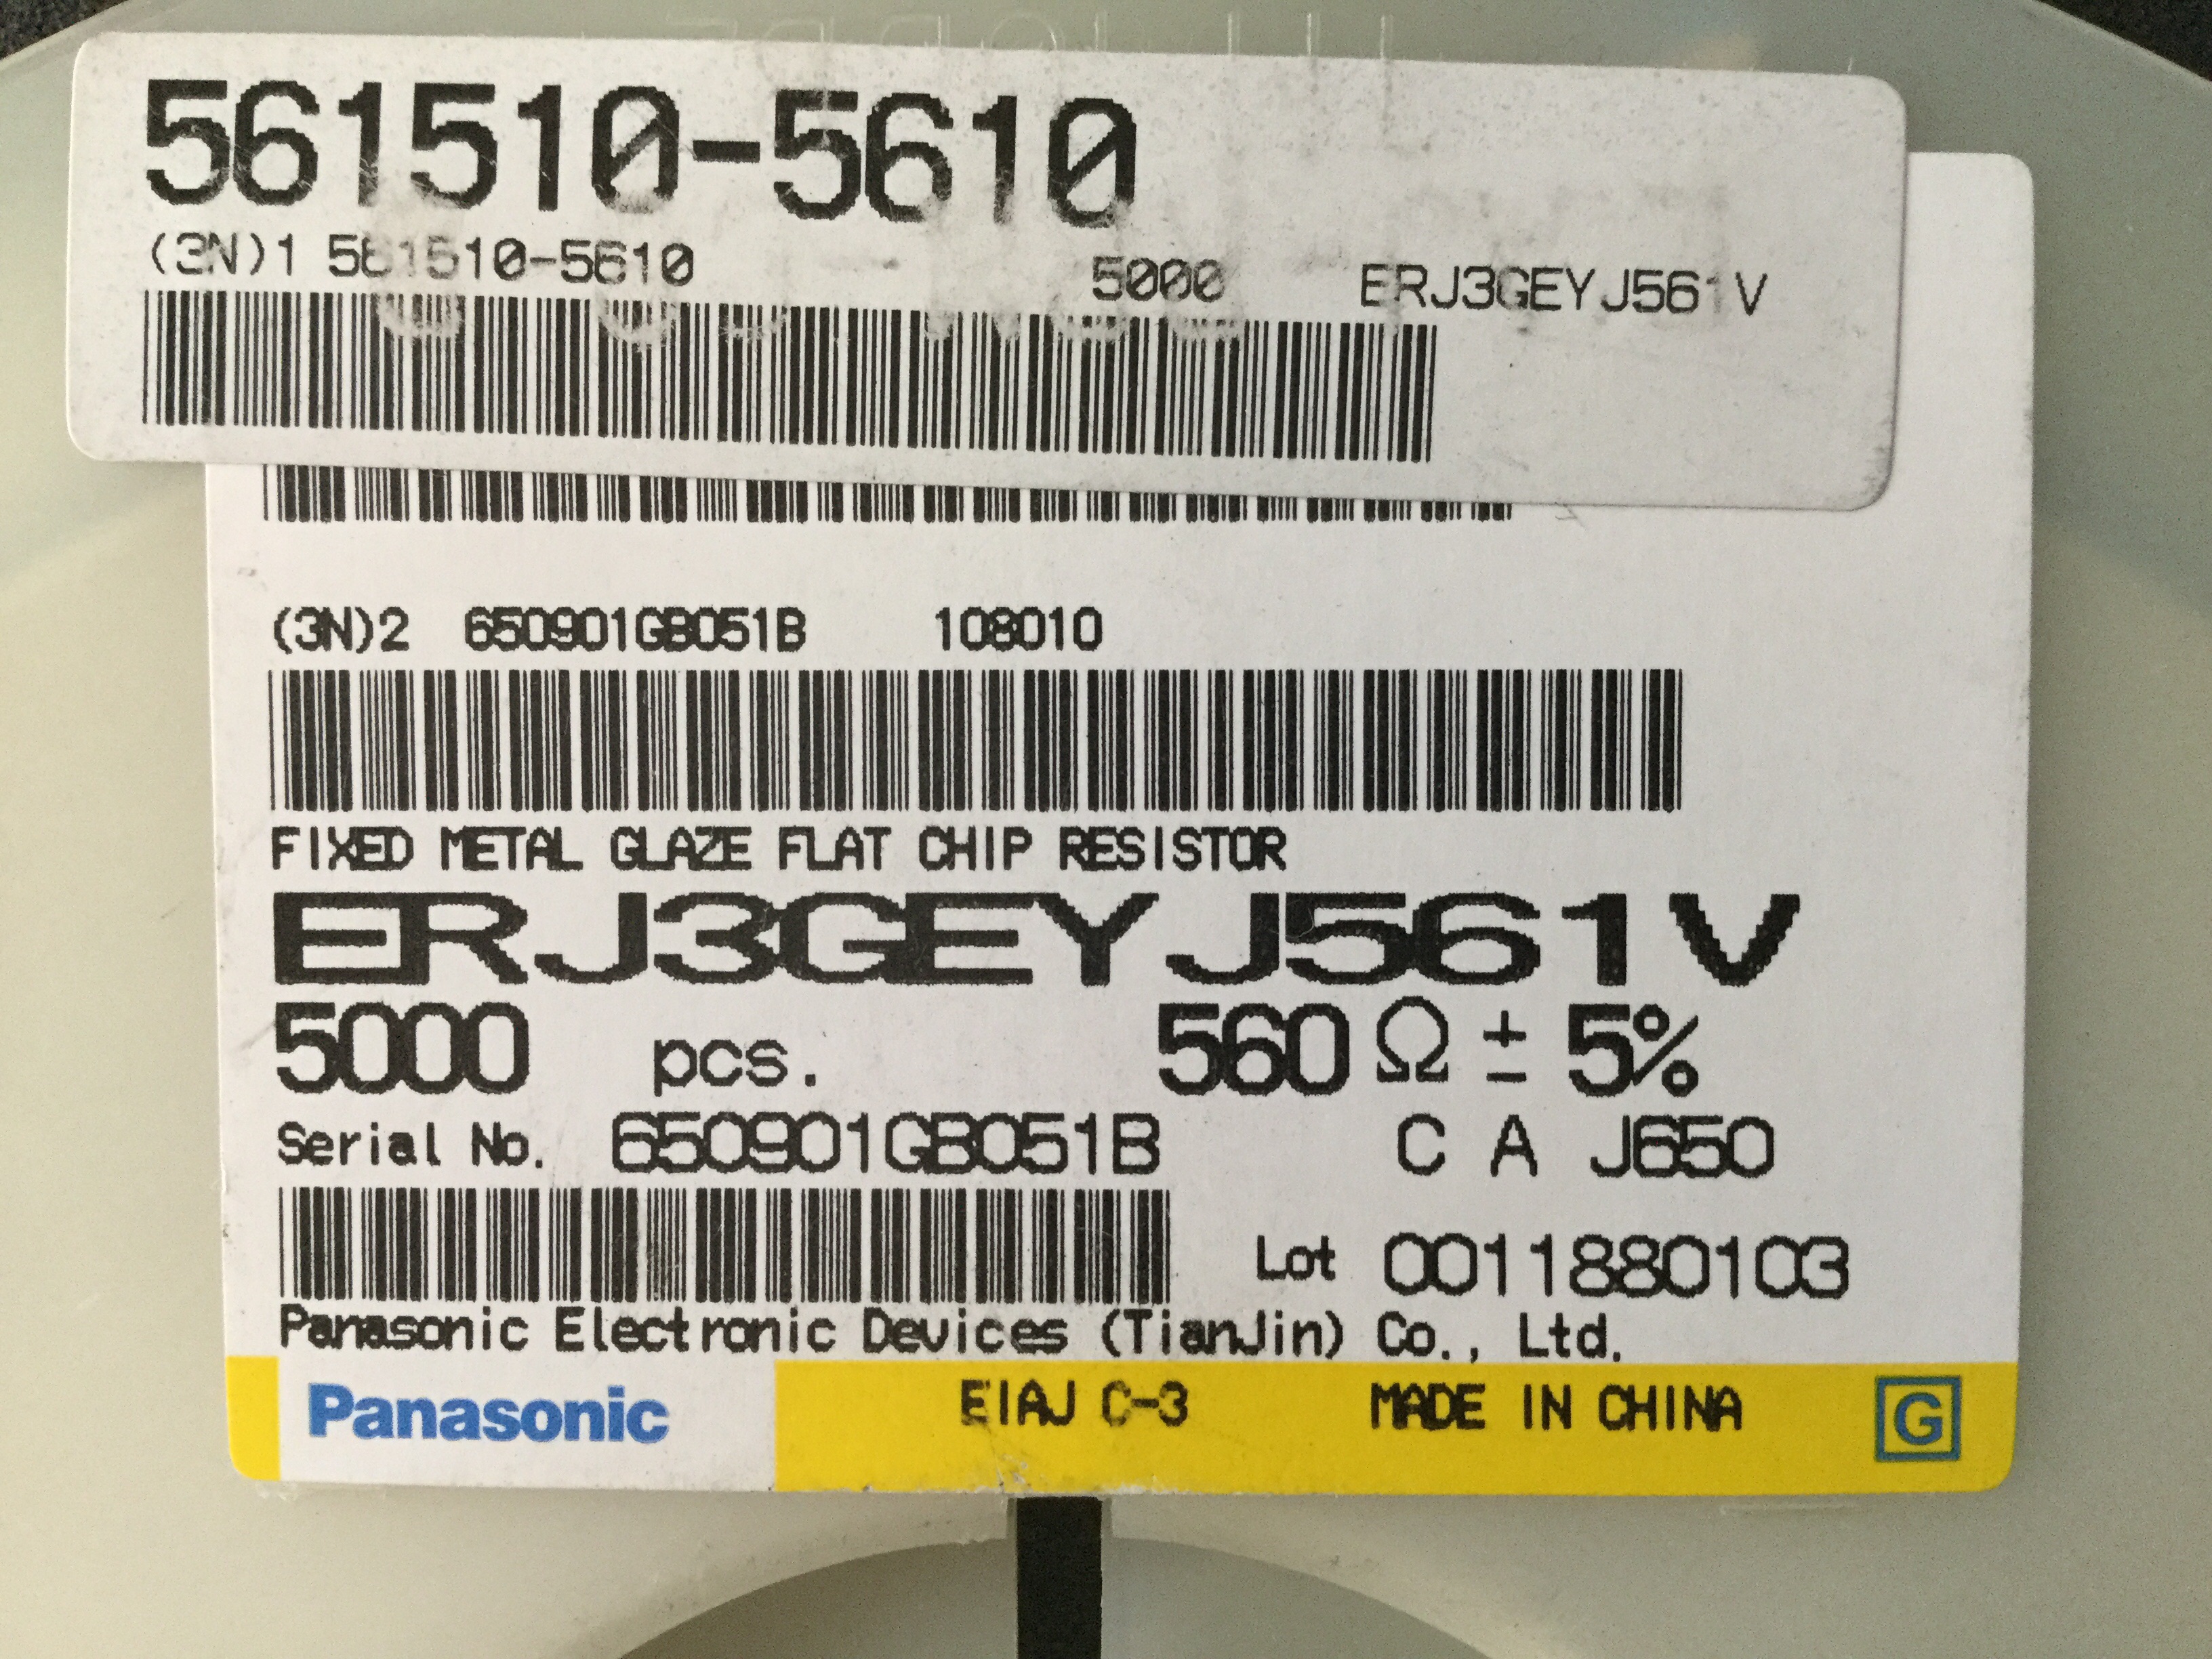 561510-5610
(3N)1 561510-5610 5000 ERJ3GEYJ561V
(3N)2 650901GB051B 108010
FIXED METAL GLAZE FLAT CHIP RESISTOR
ERJ3GEYJ561V
5000 pcs. 560 Ω ± 5%
Serial No. 650901GB051B C A J650
Lot 0011880103
Panasonic Electronic Devices (TianJin) Co., Ltd.
Panasonic EIAJ C-3 MADE IN CHINA G